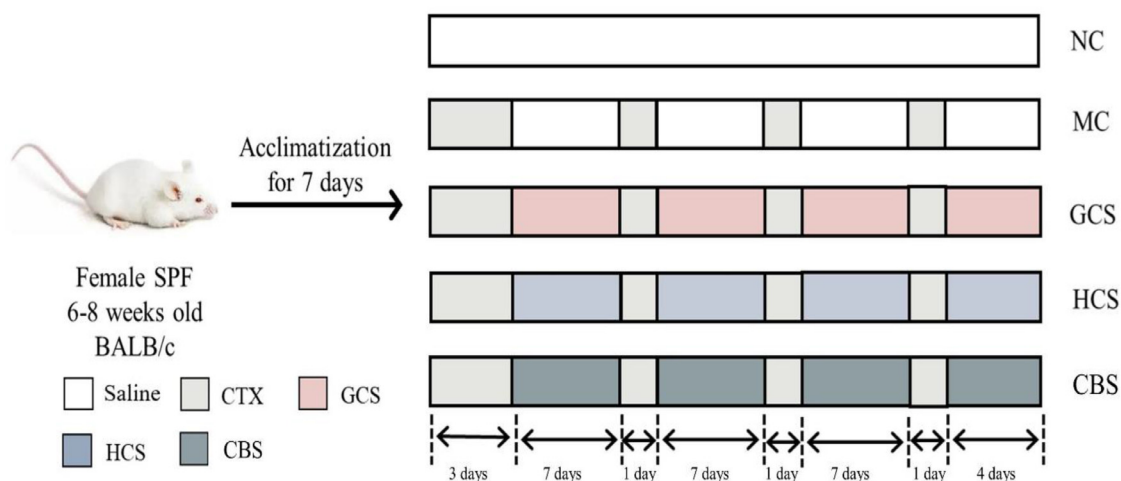 NC
MC
Acclimatization
for 7 days
GCS
HCS
Female SPF
6-8 weeks old
BALB/c
CBS
Saline
CTX
GCS
HCS
CBS
3 days
7 days
1 day
7 days
1 day
7 days
1 day
4 days